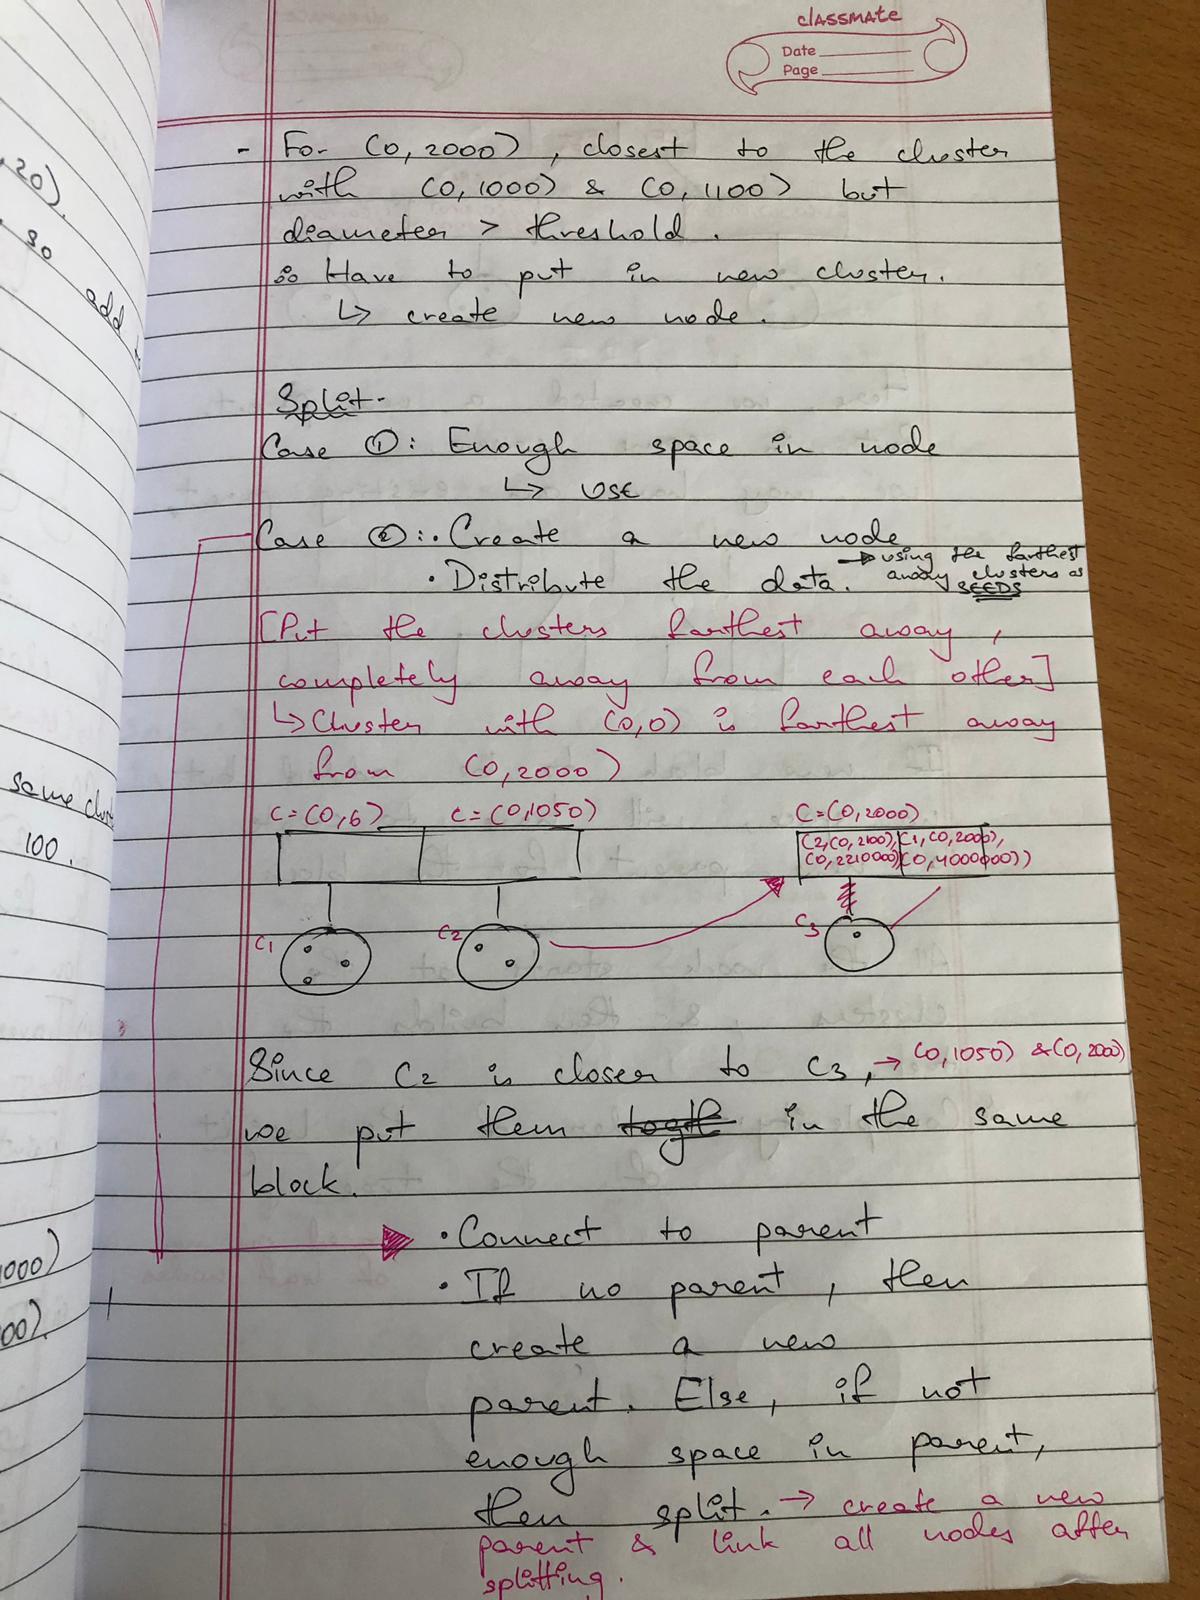 classmate
Date
Page
- For (0,2000), closest to the cluster
with (0,1000) & (0,1100) but
diameter > threshold.
∴ Have to put in new cluster.
↳ create new node.
Split-
Case ①: Enough space in node
↳ USE
Case ②: • Create a new node
• Distribute the data. → using the farthest
away clusters as
SEEDS
[Put the clusters farthest away,
completely away from each other]
↳ Cluster with (0,0) is farthest away
from (0,2000)
C=(0,6) C=(0,1050) C=(0,2000)
(2,(0,2100), (1,(0,2000),
(0,2210000) (0,4000000))
C1 C2 C3
Since C2 is closer to C3, → (0,1050) & (0,2000)
we put them in the same
block.
• Connect to parent
• If no parent, then
create a new
parent. Else, if not
enough space in parent,
then split. → create a new
parent & link all nodes after
splitting.
20).
30
add
same
100.
000)
00).